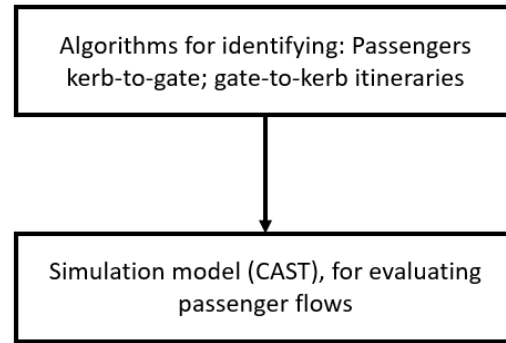 Algorithms for identifying: Passengers
kerb-to-gate; gate-to-kerb itineraries
Simulation model (CAST), for evaluating
passenger flows